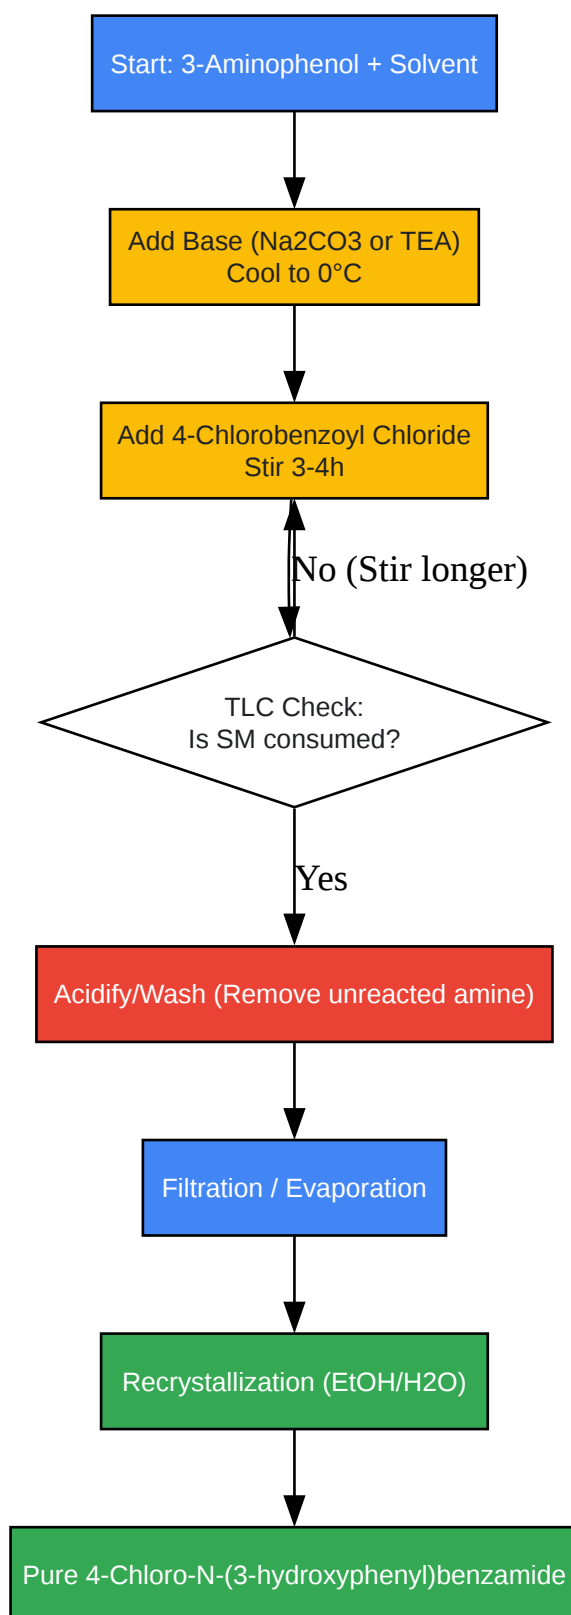 Start: 3-Aminophenol + Solvent
Add Base (Na2CO3 or TEA)
Cool to 0°C
Add 4-Chlorobenzoyl Chloride
Stir 3-4h
No (Stir longer)
TLC Check:
Is SM consumed?
Yes
Acidify/Wash (Remove unreacted amine)
Filtration / Evaporation
Recrystallization (EtOH/H2O)
Pure 4-Chloro-N-(3-hydroxyphenyl)benzamide